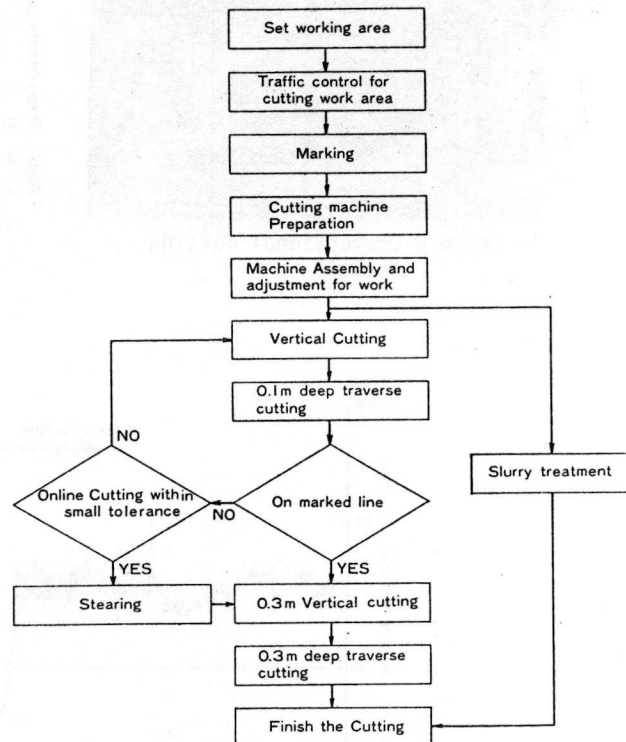 Set working area
Traffic control for
cutting work area
Marking
Cutting machine
Preparation
Machine Assembly and
adjustment for work
Vertical Cutting
0.1m deep traverse
cutting
NO
Online Cutting within
small tolerance
NO
On marked line
Slurry treatment
YES
YES
Stearing
0.3m Vertical cutting
0.3m deep traverse
cutting
Finish the Cutting